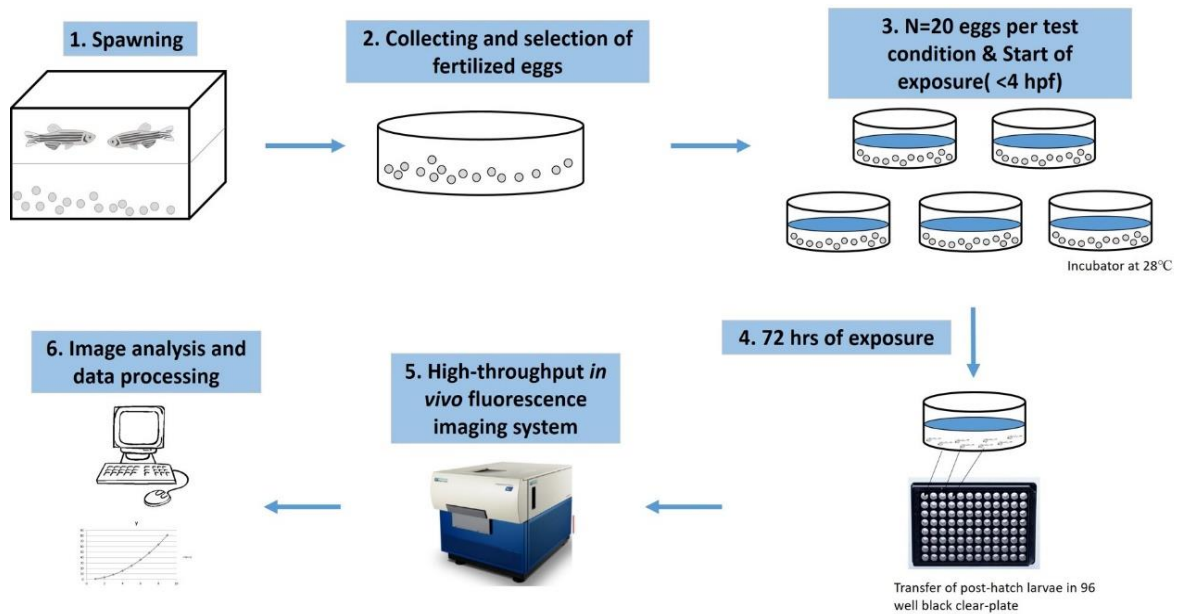 1. Spawning
2. Collecting and selection of
fertilized eggs
3. N=20 eggs per test
condition & Start of
exposure( <4 hpf)
Incubator at 28℃
4. 72 hrs of exposure
Transfer of post-hatch larvae in 96
well black clear-plate
5. High-throughput in
vivo fluorescence
imaging system
6. Image analysis and
data processing